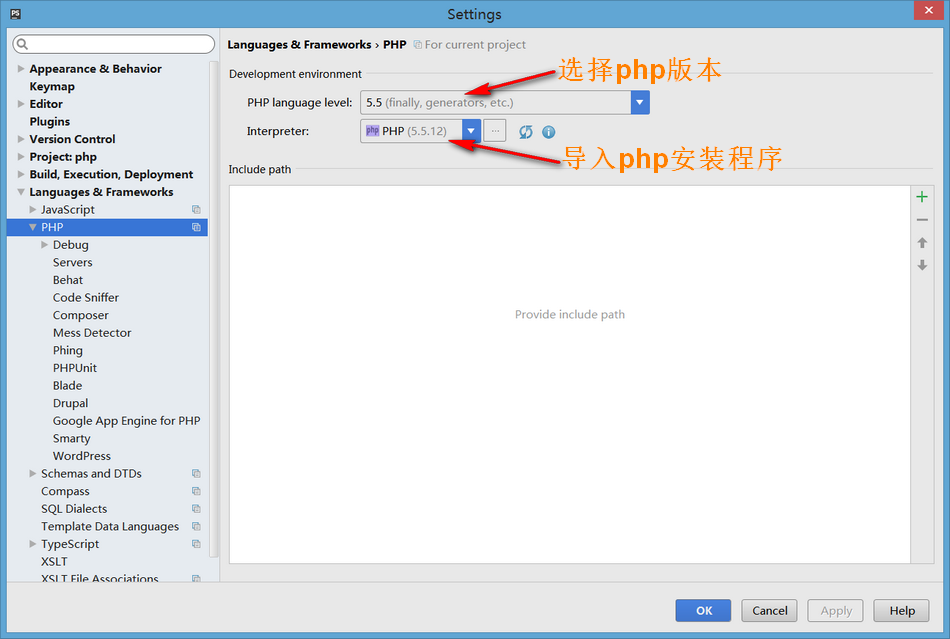 PS
Settings
Languages & Frameworks › PHP For current project
Development environment
选择php版本
PHP language level: 5.5 (finally, generators, etc.)
Interpreter: php PHP (5.5.12) ...
导入php安装程序
Include path
Provide include path
Appearance & Behavior
Keymap
Editor
Plugins
Version Control
Project: php
Build, Execution, Deployment
Languages & Frameworks
JavaScript
PHP
Debug
Servers
Behat
Code Sniffer
Composer
Mess Detector
Phing
PHPUnit
Blade
Drupal
Google App Engine for PHP
Smarty
WordPress
Schemas and DTDs
Compass
SQL Dialects
Template Data Languages
TypeScript
XSLT
XSLT File Associations
OK
Cancel
Apply
Help